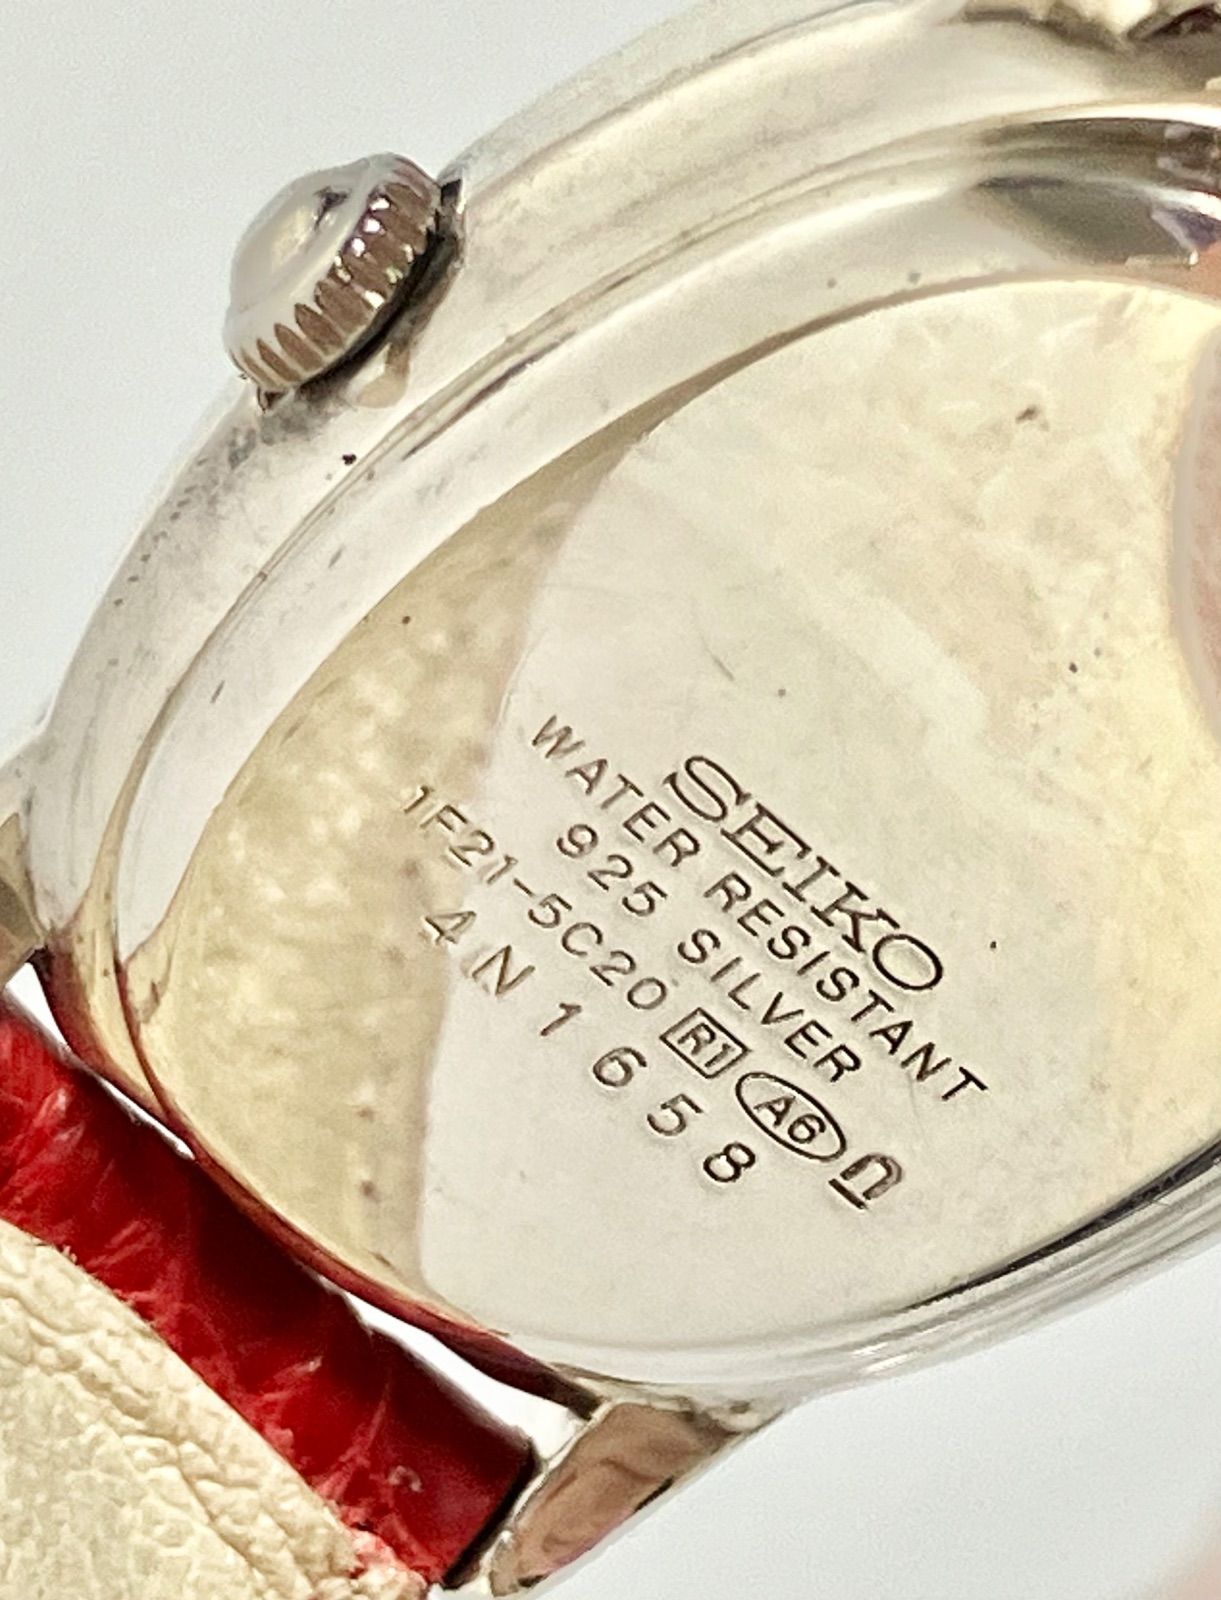 SEIKO
WATER RESISTANT
925 SILVER
1F21-5C20 R1 A6
4N1658